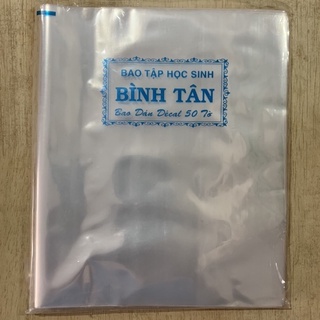 BAO TẬP HỌC SINH
BÌNH TÂN
Bao Dán Decal 50 Tờ